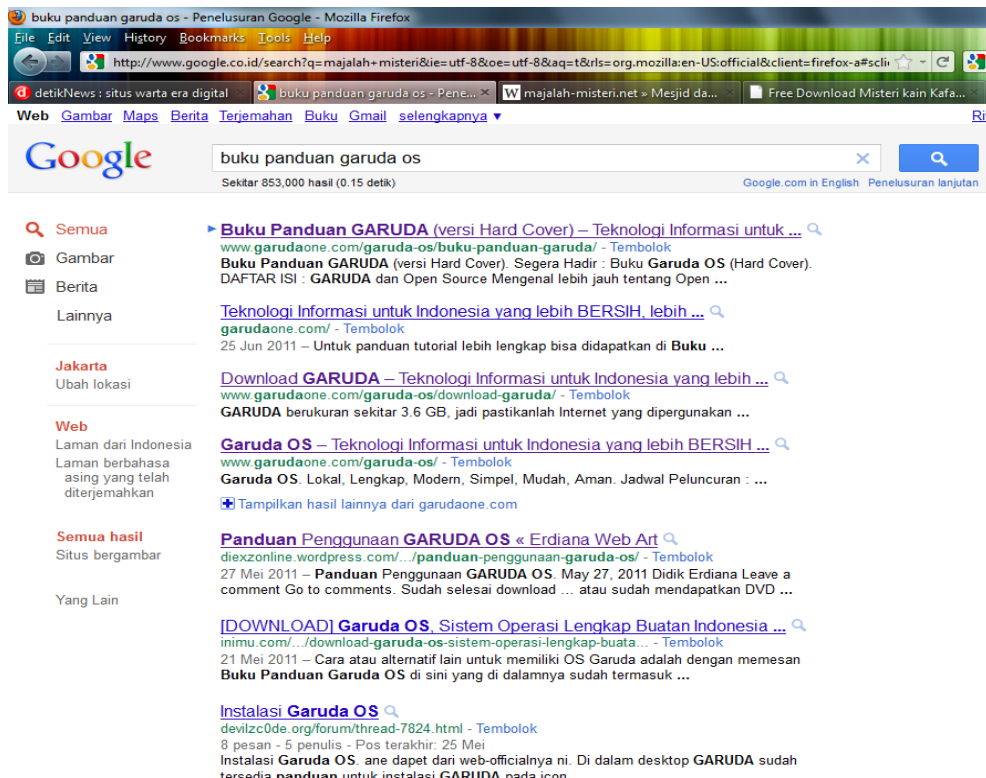 buku panduan garuda os - Penelusuran Google - Mozilla Firefox
File Edit View History Bookmarks Tools Help
http://www.google.co.id/search?q=majalah+misteri&ie=utf-8&oe=utf-8&aq=t&rls=org.mozilla:en-US:official&client=firefox-a#scli
detikNews : situs warta era digital buku panduan garuda os - Pene... majalah-misteri.net » Mesjid da... Free Download Misteri kain Kafa...
Web Gambar Maps Berita Terjemahan Buku Gmail selengkapnya ▼
Google
buku panduan garuda os
Sekitar 853,000 hasil (0.15 detik) Google.com in English Penelusuran lanjutan
Semua
Gambar
Berita
Lainnya
Jakarta
Ubah lokasi
Web
Laman dari Indonesia
Laman berbahasa
asing yang telah
diterjemahkan
Semua hasil
Situs bergambar
Yang Lain
Buku Panduan GARUDA (versi Hard Cover) – Teknologi Informasi untuk ...
www.garudaone.com/garuda-os/buku-panduan-garuda/ - Tembolok
Buku Panduan GARUDA (versi Hard Cover). Segera Hadir : Buku Garuda OS (Hard Cover).
DAFTAR ISI : GARUDA dan Open Source Mengenal lebih jauh tentang Open ...
Teknologi Informasi untuk Indonesia yang lebih BERSIH, lebih ...
garudaone.com/ - Tembolok
25 Jun 2011 – Untuk panduan tutorial lebih lengkap bisa didapatkan di Buku ...
Download GARUDA – Teknologi Informasi untuk Indonesia yang lebih ...
www.garudaone.com/garuda-os/download-garuda/ - Tembolok
GARUDA berukuran sekitar 3.6 GB, jadi pastikanlah Internet yang dipergunakan ...
Garuda OS – Teknologi Informasi untuk Indonesia yang lebih BERSIH ...
www.garudaone.com/garuda-os/ - Tembolok
Garuda OS. Lokal, Lengkap, Modern, Simpel, Mudah, Aman. Jadwal Peluncuran : ...
Tampilkan hasil lainnya dari garudaone.com
Panduan Penggunaan GARUDA OS « Erdiana Web Art
diexzonline.wordpress.com/.../panduan-penggunaan-garuda-os/ - Tembolok
27 Mei 2011 – Panduan Penggunaan GARUDA OS. May 27, 2011 Didik Erdiana Leave a
comment Go to comments. Sudah selesai download ... atau sudah mendapatkan DVD ...
[DOWNLOAD] Garuda OS, Sistem Operasi Lengkap Buatan Indonesia ...
inimu.com/.../download-garuda-os-sistem-operasi-lengkap-buata... - Tembolok
21 Mei 2011 – Cara atau alternatif lain untuk memiliki OS Garuda adalah dengan memesan
Buku Panduan Garuda OS di sini yang di dalamnya sudah termasuk ...
Instalasi Garuda OS
devilzc0de.org/forum/thread-7824.html - Tembolok
8 pesan - 5 penulis - Pos terakhir: 25 Mei
Instalasi Garuda OS. ane dapet dari web-officialnya ni. Di dalam desktop GARUDA sudah
tersedia panduan untuk instalasi GARUDA pada icon